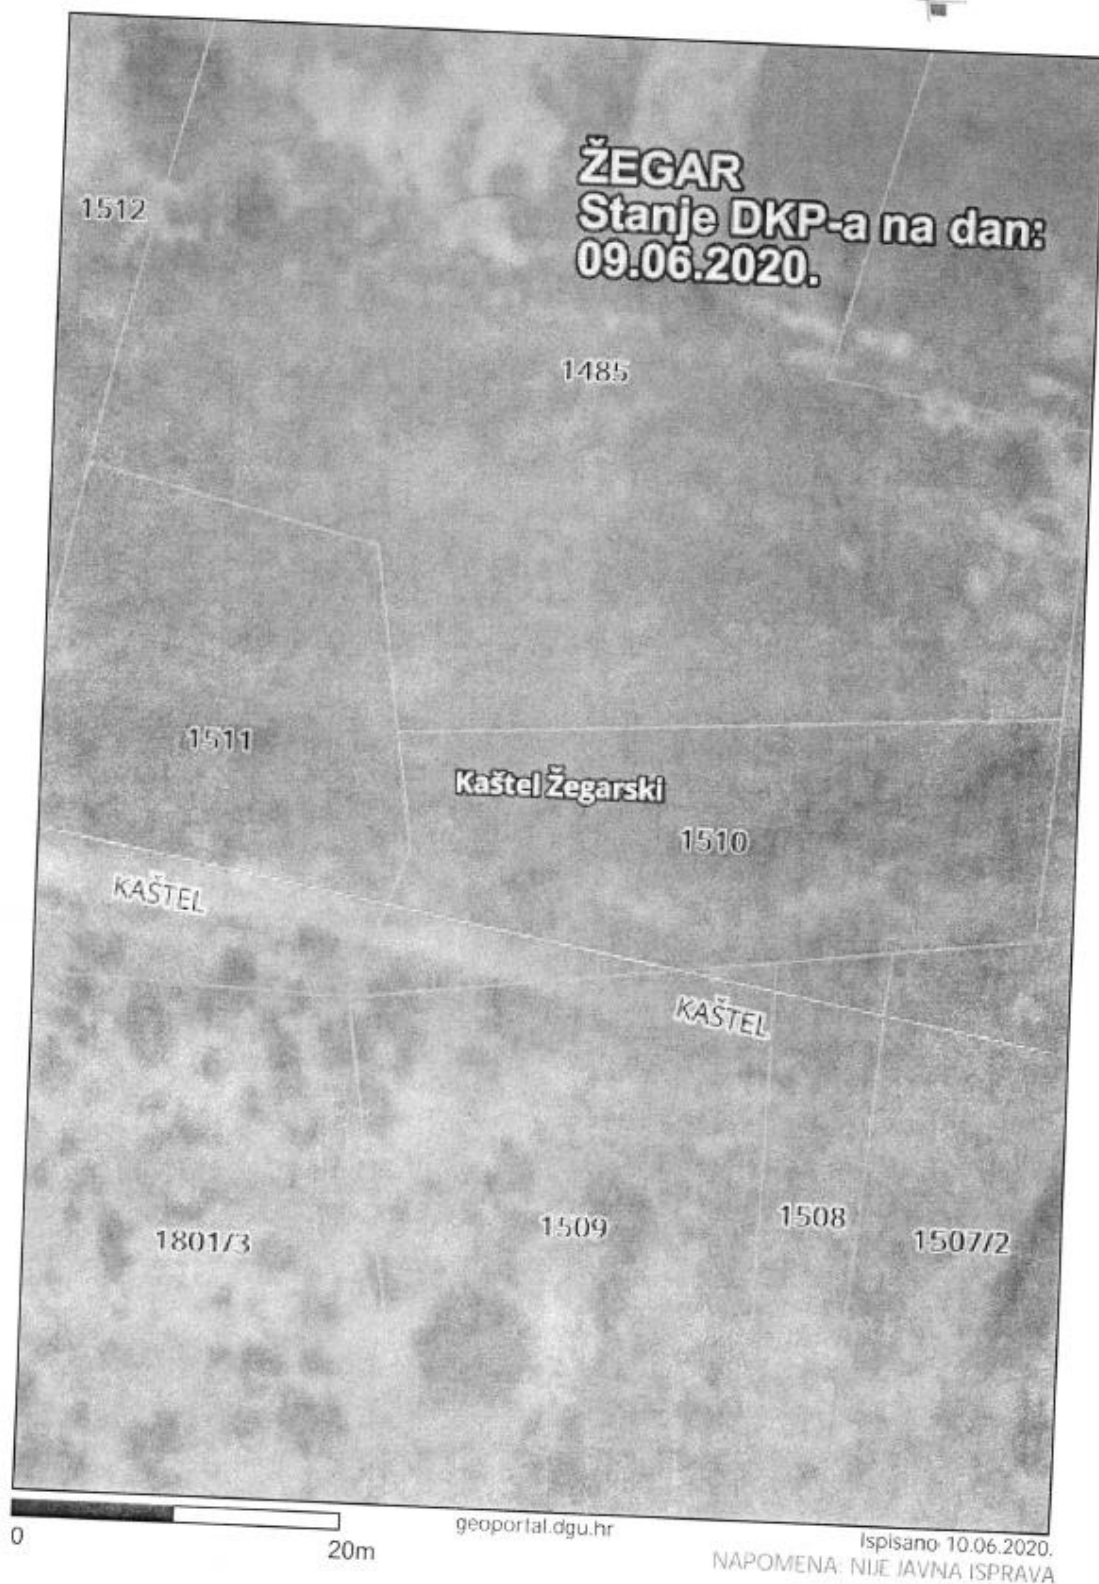 ŽEGAR
Stanje DKP-a na dan:
09.06.2020.
1512
1485
1511
Kaštel Žegarski
1510
KAŠTEL
KAŠTEL
1801/3
1509
1508
1507/2
0
20m
geoportal.dgu.hr
Ispisano 10.06.2020.
NAPOMENA: NIJE JAVNA ISPRAVA